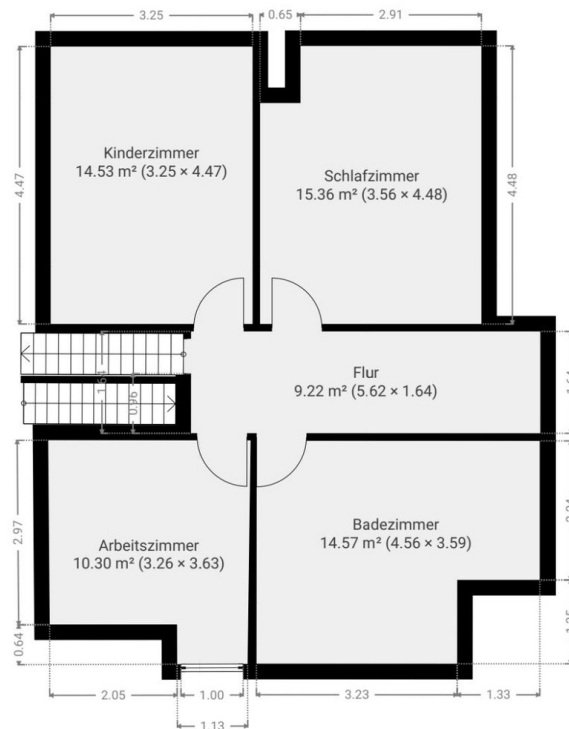 3.25
0.65
2.91
Kinderzimmer
14.53 m² (3.25 × 4.47)
Schlafzimmer
15.36 m² (3.56 × 4.48)
4.47
4.48
Flur
9.22 m² (5.62 × 1.64)
1.64
0.96
Arbeitszimmer
10.30 m² (3.26 × 3.63)
Badezimmer
14.57 m² (4.56 × 3.59)
2.97
0.64
2.05
1.00
3.23
1.33
1.13